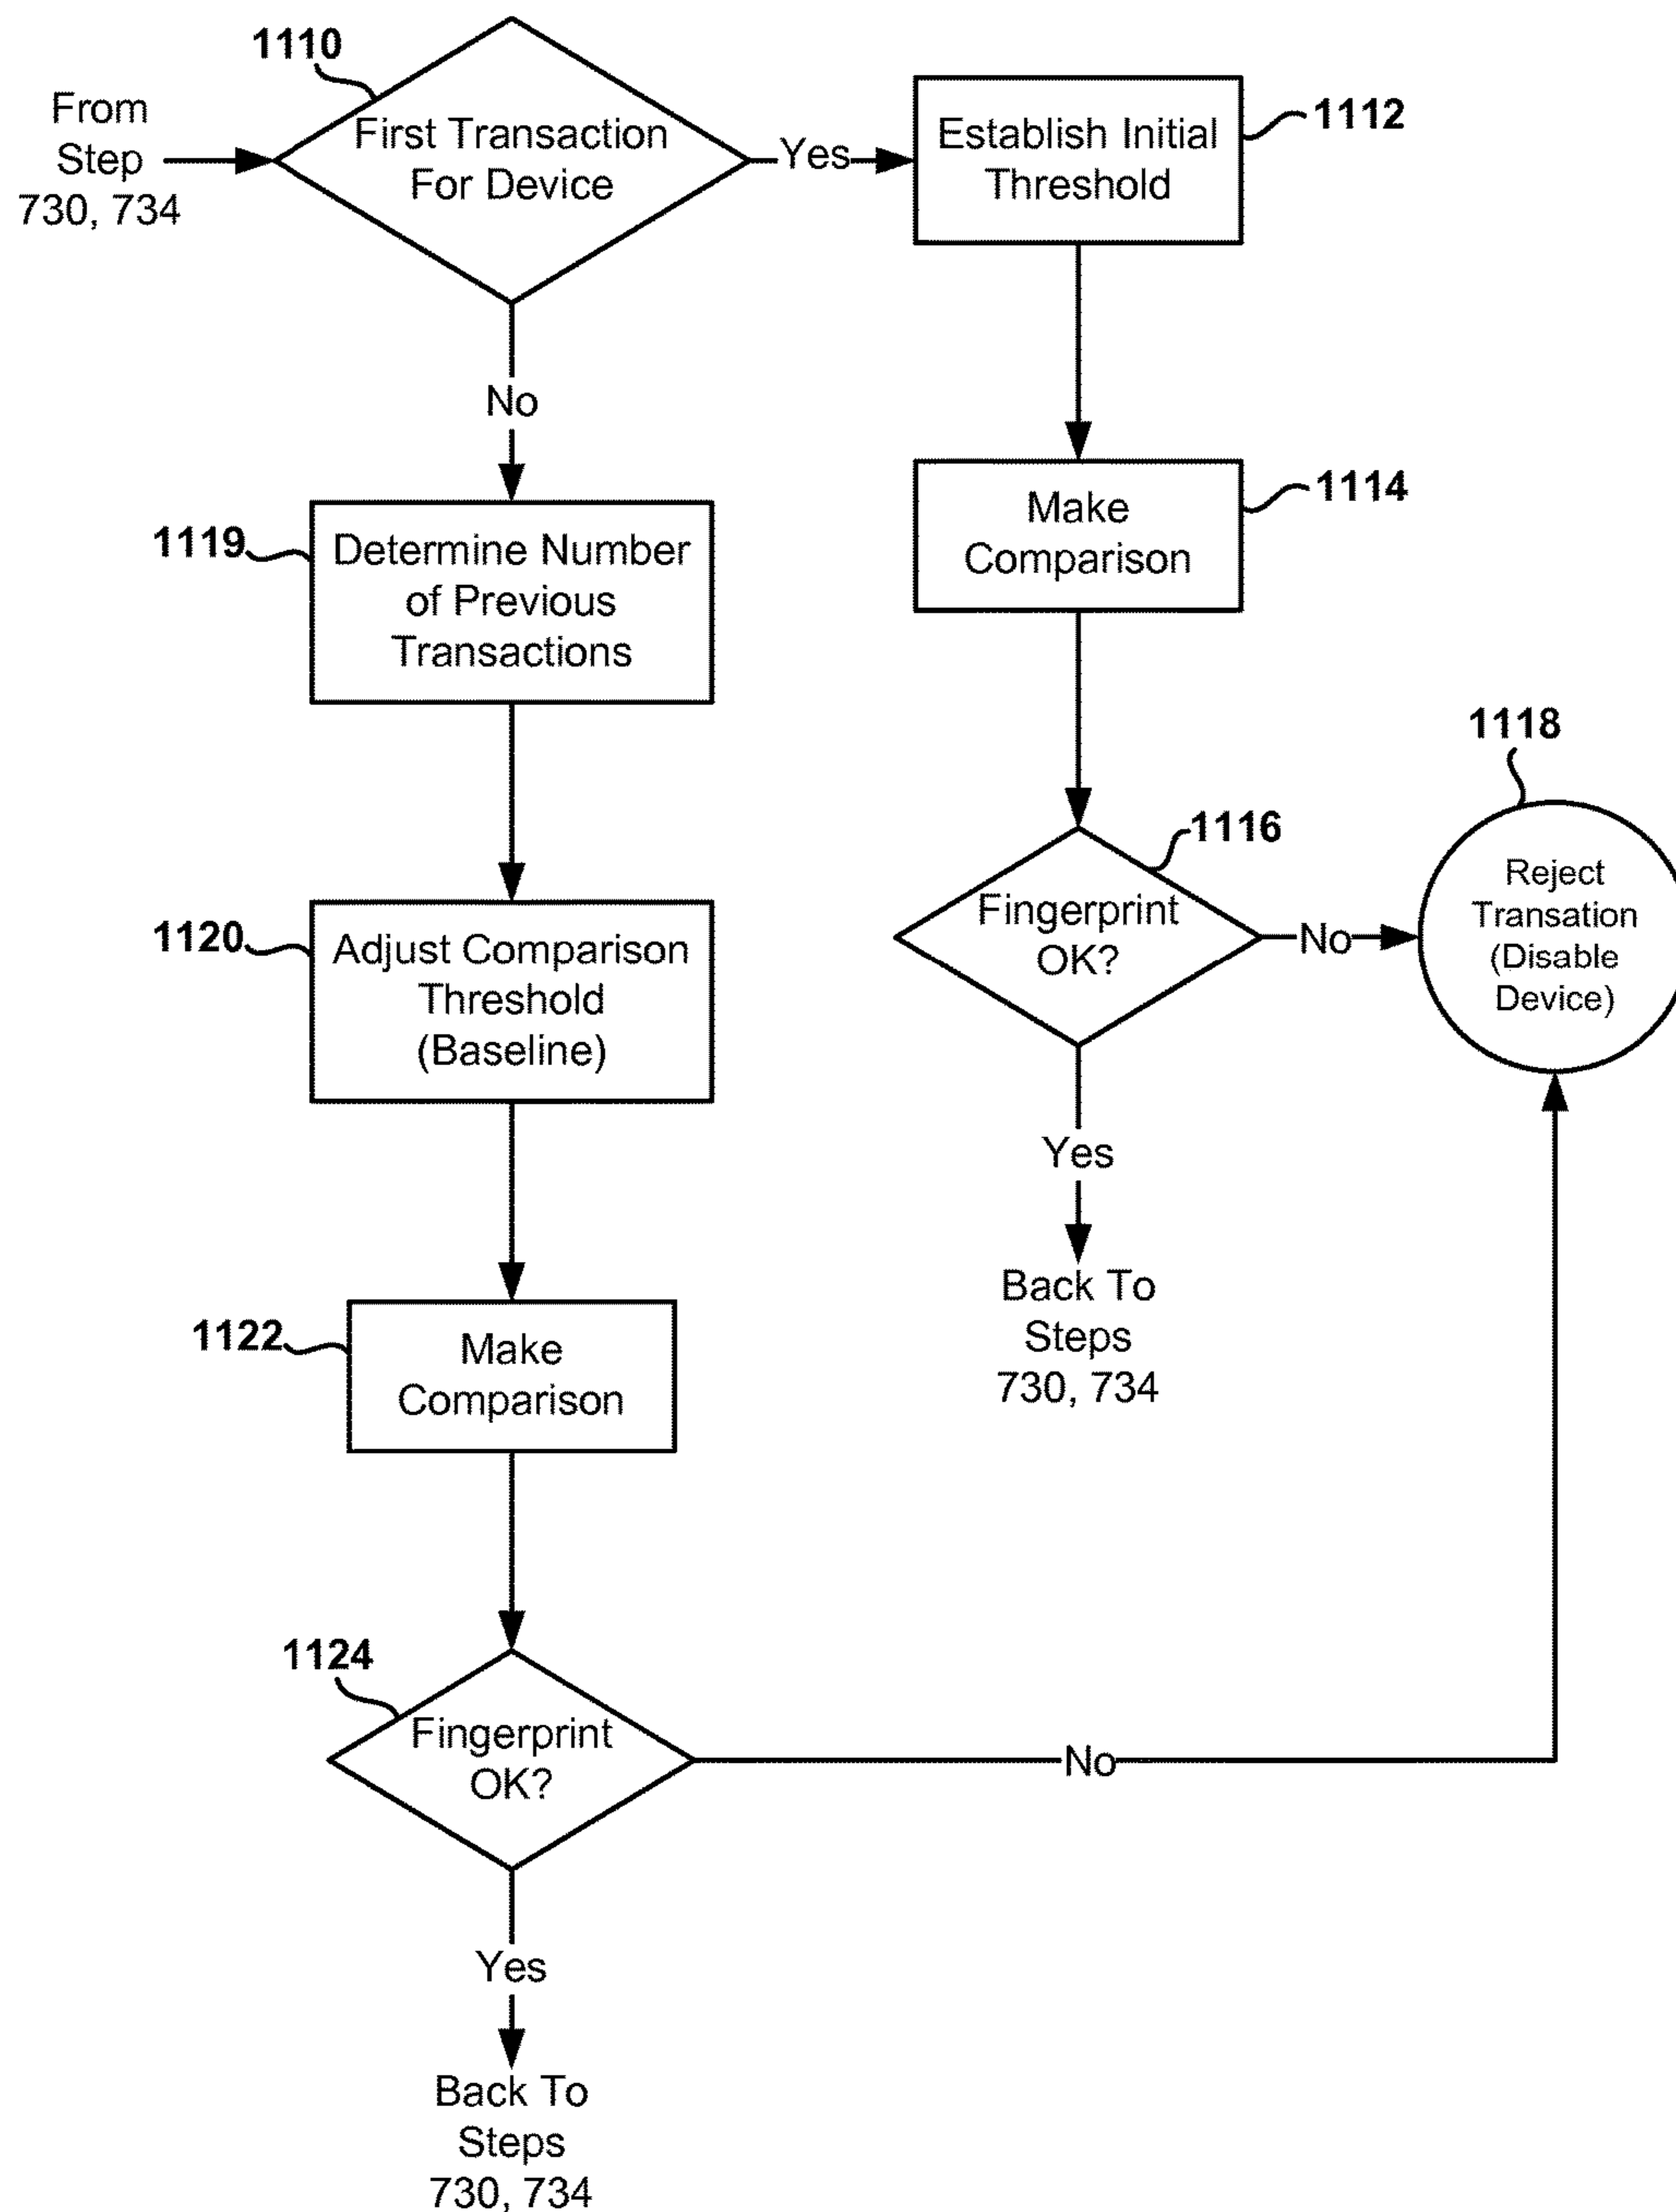 1110
From
Step
730, 734
First Transaction
For Device
Yes
Establish Initial
Threshold
1112
No
1119
Determine Number
of Previous
Transactions
Make
Comparison
1114
1118
1116
Fingerprint
OK?
No
Reject
Transation
(Disable
Device)
1120
Adjust Comparison
Threshold
(Baseline)
Yes
Back To
Steps
730, 734
1122
Make
Comparison
1124
Fingerprint
OK?
No
Yes
Back To
Steps
730, 734